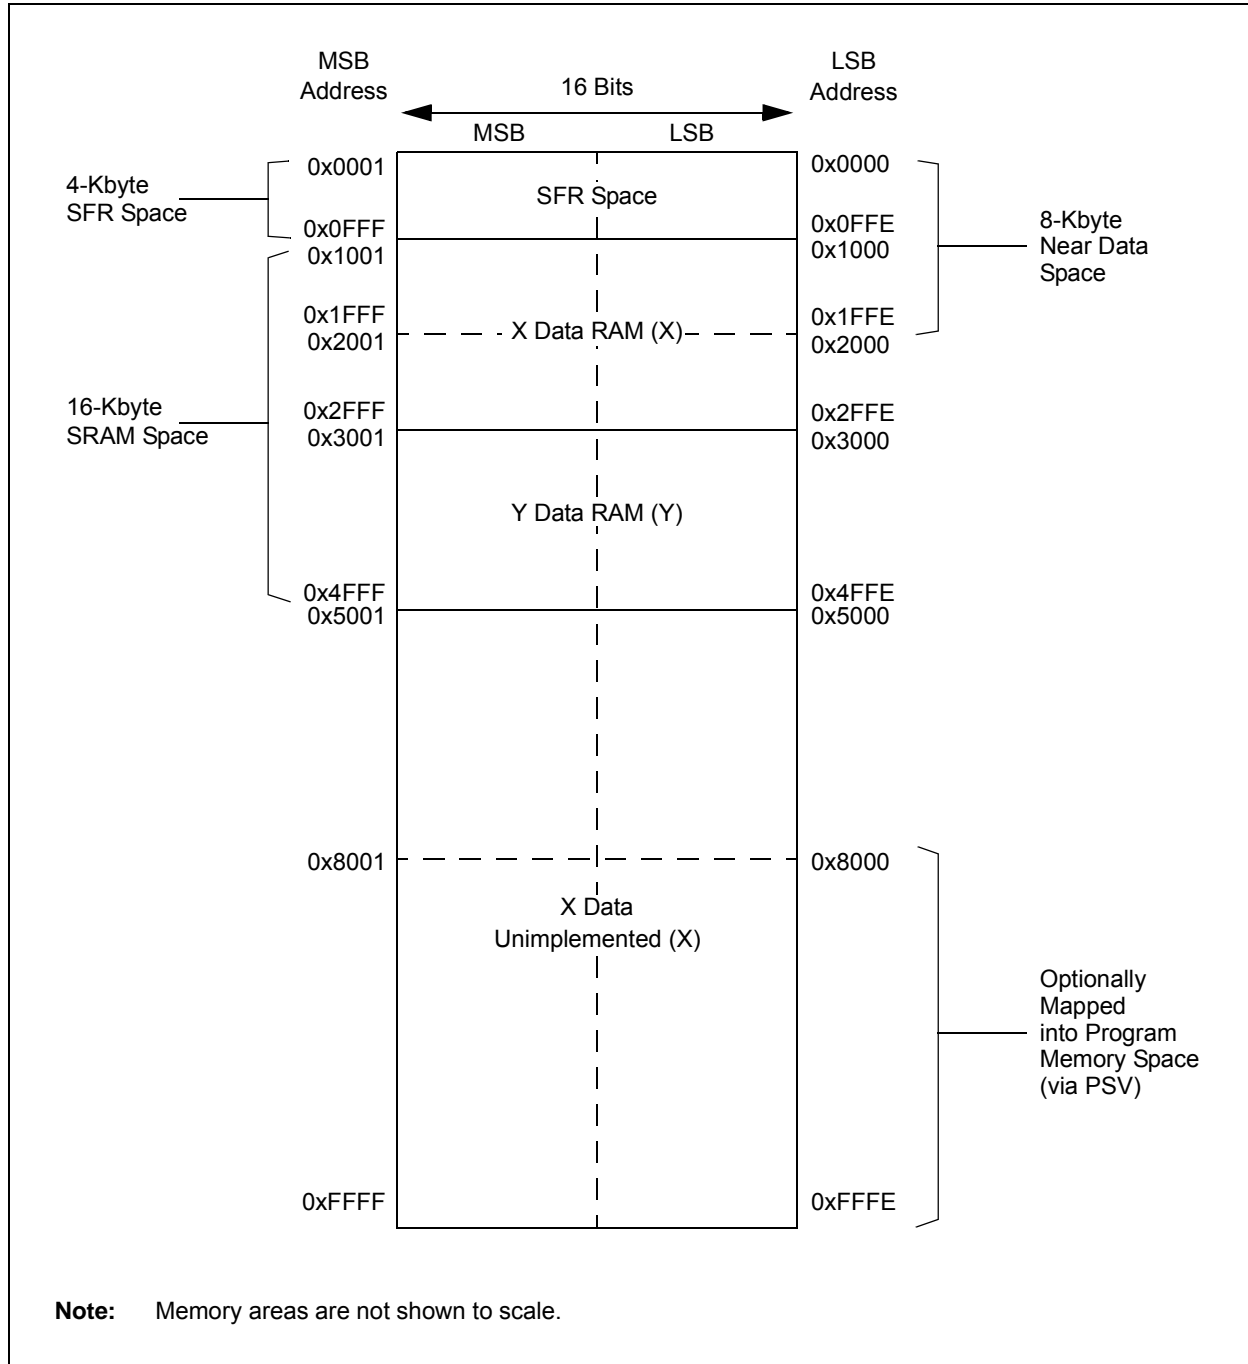 MSB
Address
16 Bits
LSB
Address
MSB
LSB
4-Kbyte
SFR Space
0x0001
0x0FFF
0x1001
SFR Space
0x0000
0x0FFE
0x1000
8-Kbyte
Near Data
Space
16-Kbyte
SRAM Space
0x1FFF
0x2001
X Data RAM (X)
0x1FFE
0x2000
0x2FFF
0x3001
0x2FFE
0x3000
Y Data RAM (Y)
0x4FFF
0x5001
0x4FFE
0x5000
0x8001
0x8000
X Data
Unimplemented (X)
Optionally
Mapped
into Program
Memory Space
(via PSV)
0xFFFF
0xFFFE
Note: Memory areas are not shown to scale.